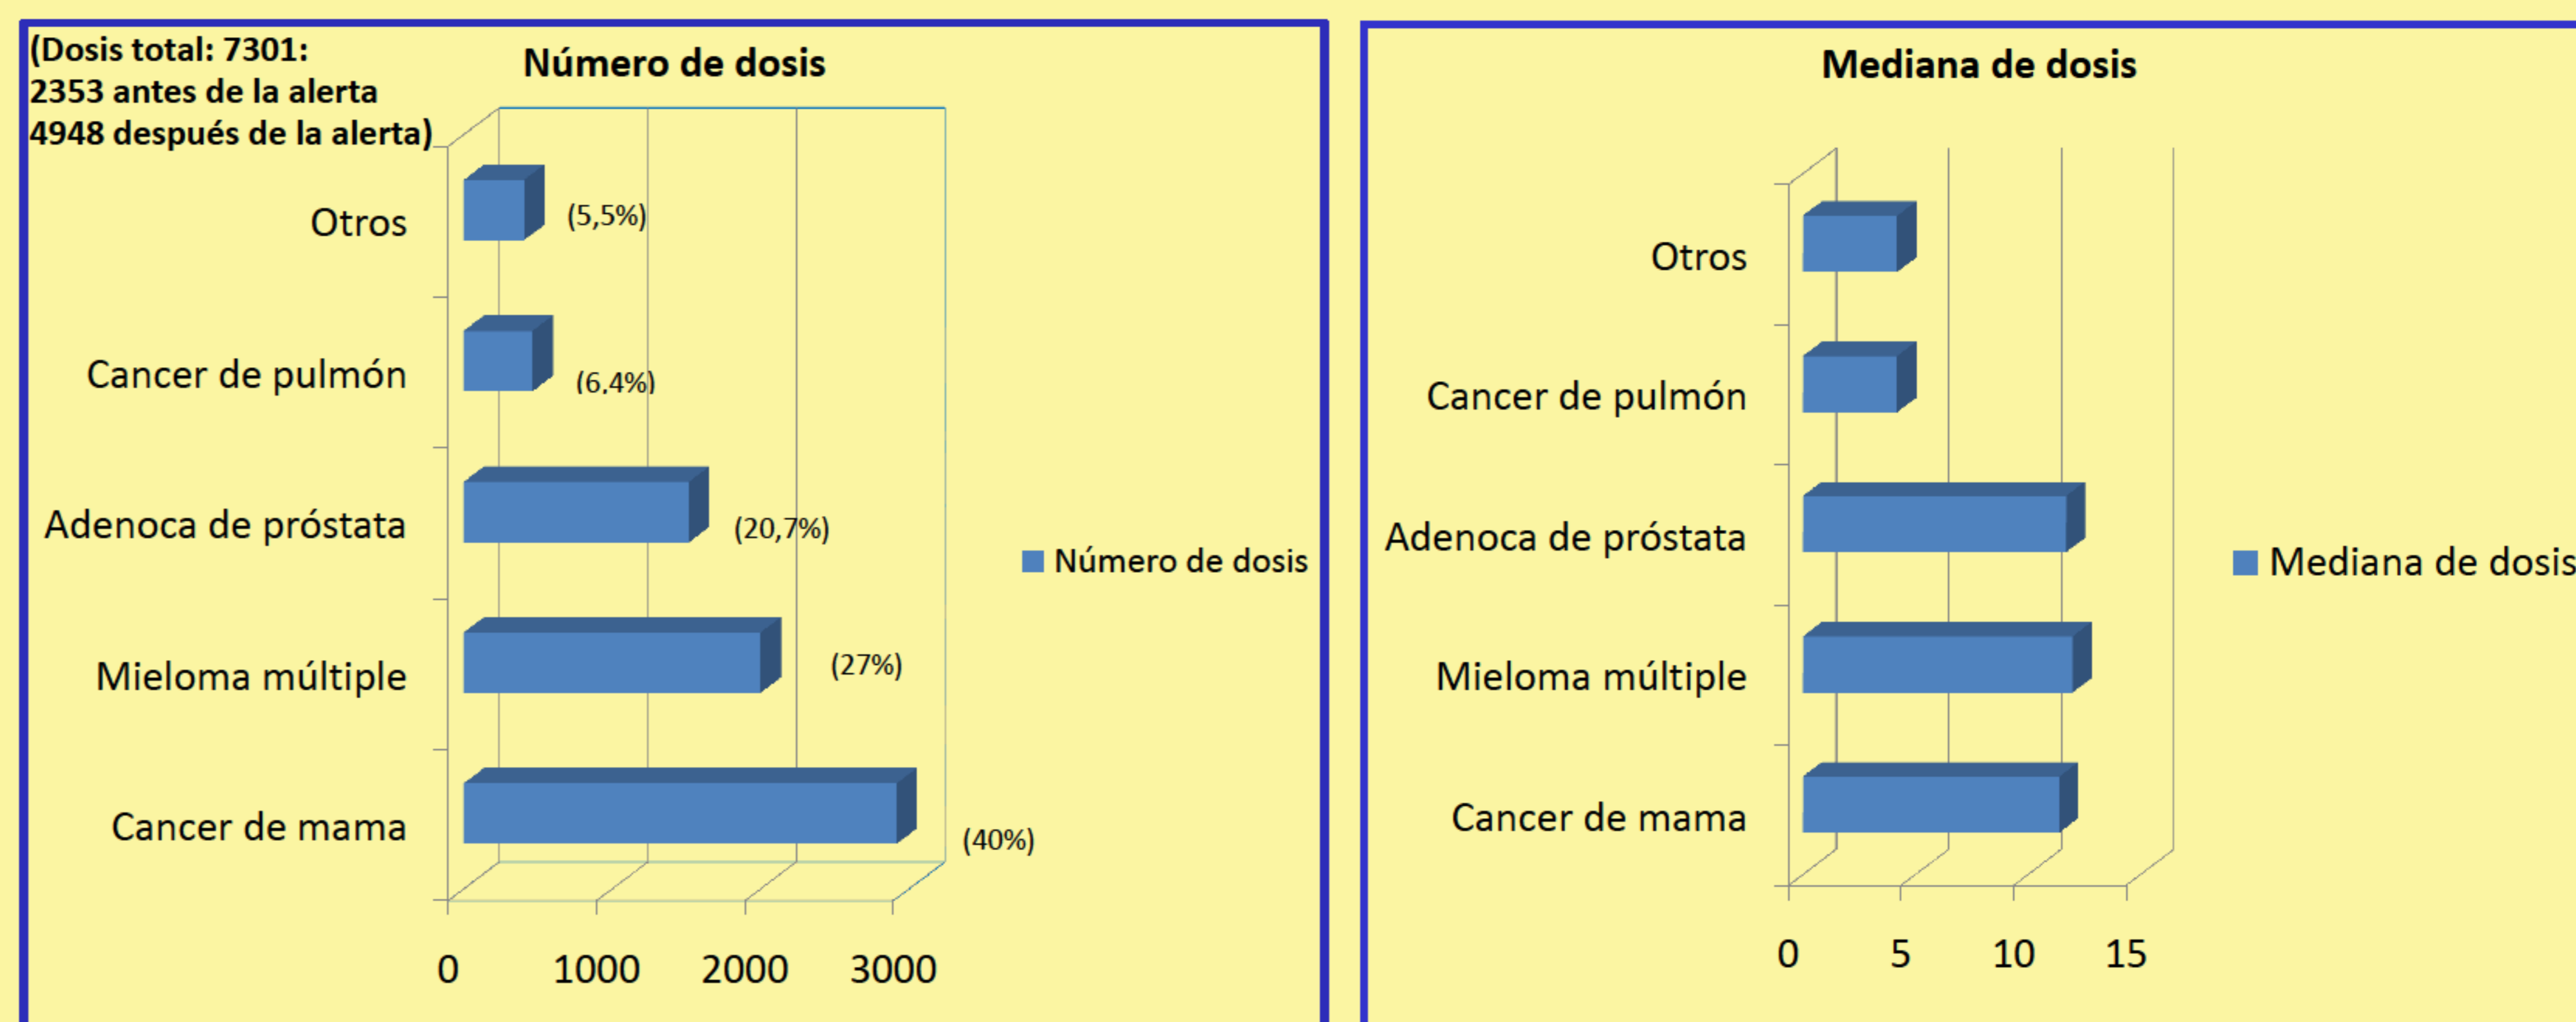 (Dosis total: 7301:
2353 antes de la alerta
4948 después de la alerta)
Número de dosis
Otros
(5,5%)
Cancer de pulmón
(6,4%)
Adenoca de próstata
(20,7%)
Mieloma múltiple
(27%)
Cancer de mama
(40%)
0 1000 2000 3000
Número de dosis
Mediana de dosis
Otros
Cancer de pulmón
Adenoca de próstata
Mieloma múltiple
Cancer de mama
0 5 10 15
Mediana de dosis